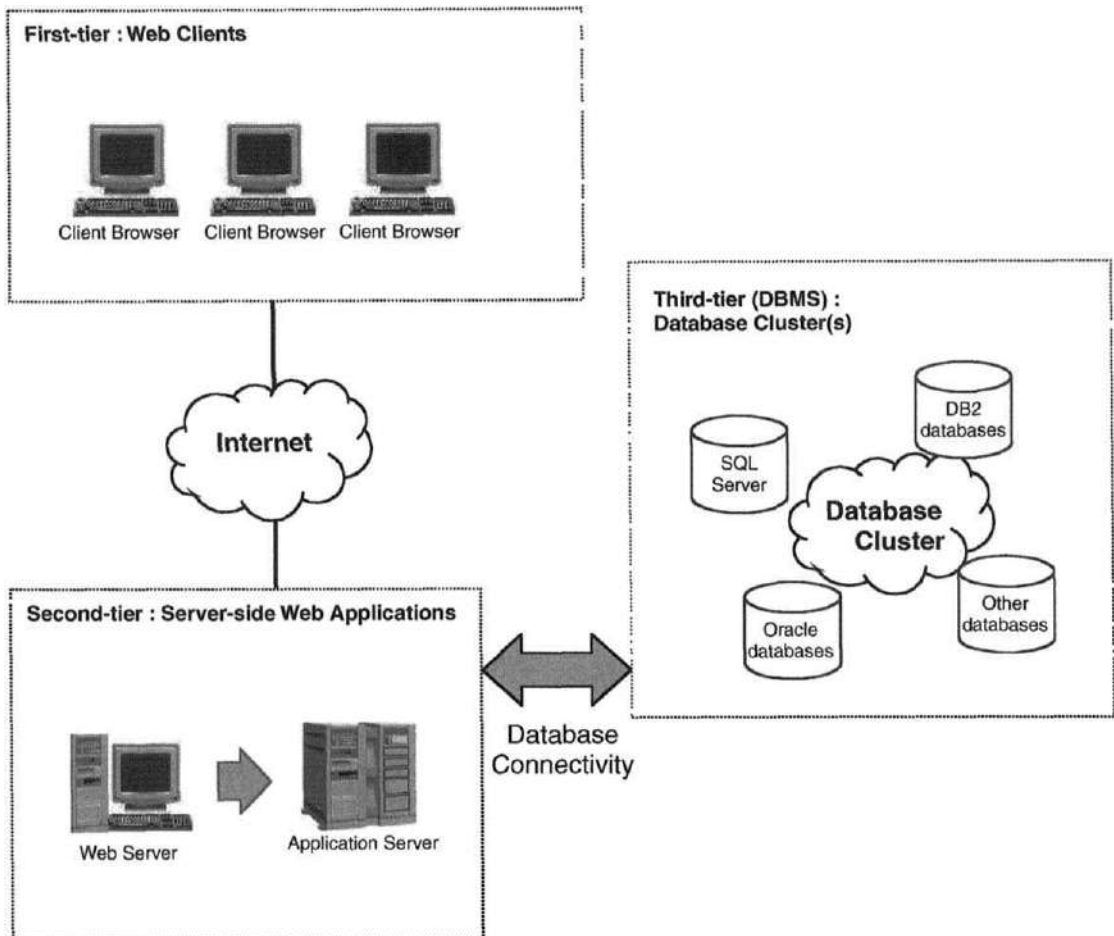 First-tier : Web Clients
Client Browser
Client Browser
Client Browser
Internet
Third-tier (DBMS) :
Database Cluster(s)
DB2
databases
SQL
Server
Database
Cluster
Other
databases
Oracle
databases
Second-tier : Server-side Web Applications
Database
Connectivity
Web Server
Application Server